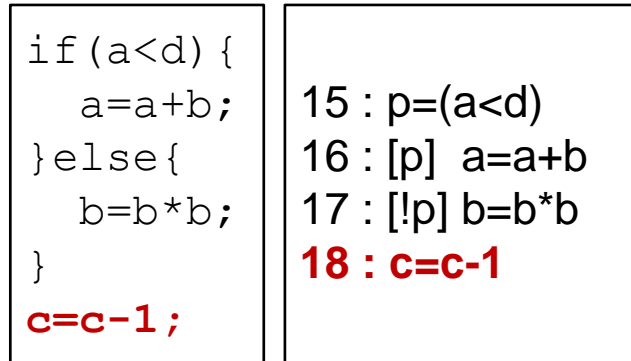 if(a<d){
  a=a+b;
}else{
  b=b*b;
}
c=c-1;
15 : p=(a<d)
16 : [p]  a=a+b
17 : [!p] b=b*b
18 : c=c-1